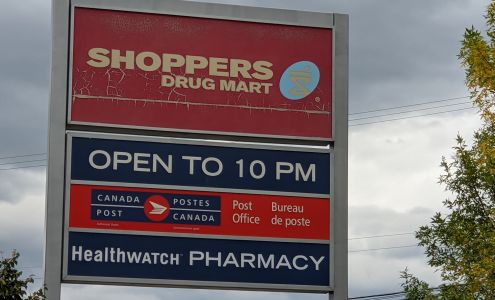 SHOPPERS
DRUG MART
OPEN TO 10 PM
CANADA POST
POSTES CANADA
Post Office
Bureau de poste
HEALTHWATCH PHARMACY